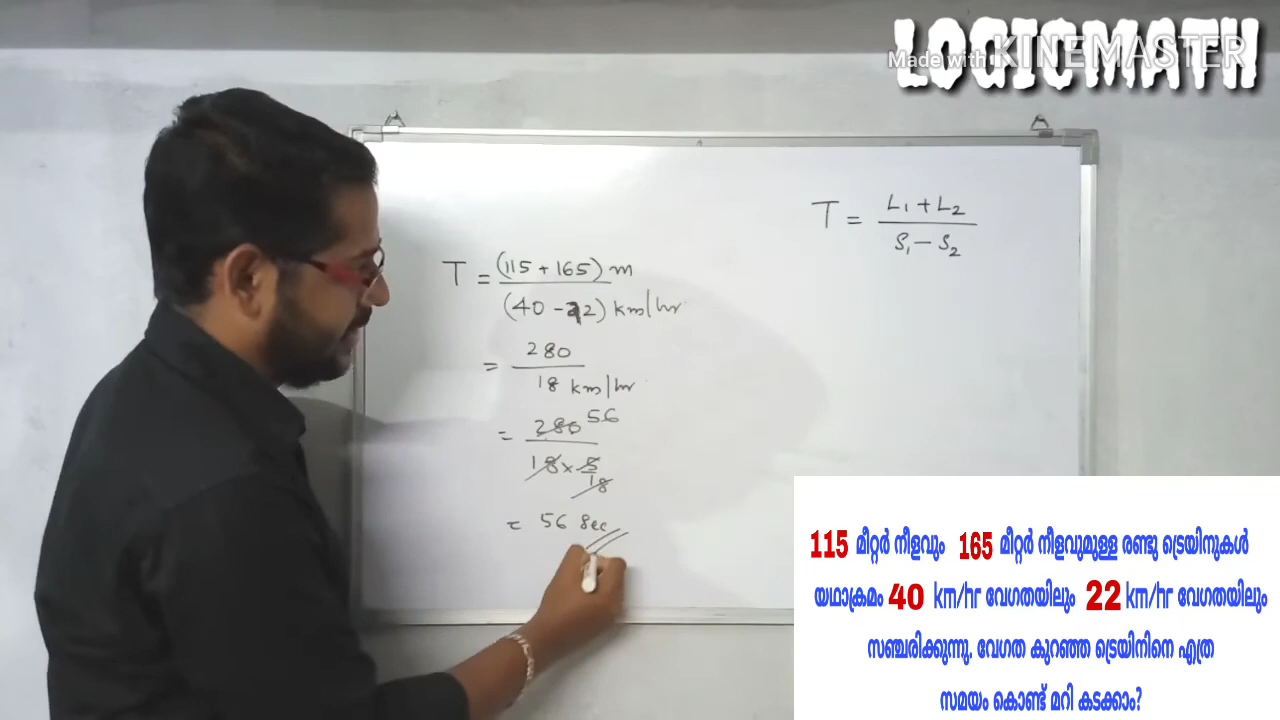 LOGICMATH
Made with KINEMASTER
T = L₁ + L₂ / S₁ - S₂
T = (115 + 165) m / (40 - 22) km/hr
= 280 / 18 km/hr
= 280 56 / 18 × 5/18
= 56 Sec
115 മീറ്റർ നീളവും 165 മീറ്റർ നീളവുമുള്ള രണ്ടു ട്രെയിനുകൾ
യഥാക്രമം 40 km/hr വേഗതയിലും 22 km/hr വേഗതയിലും
സഞ്ചരിക്കുന്നു. വേഗത കുറഞ്ഞ ട്രെയിനിനെ എത്ര
സമയം കൊണ്ട് മറി കടക്കാം?